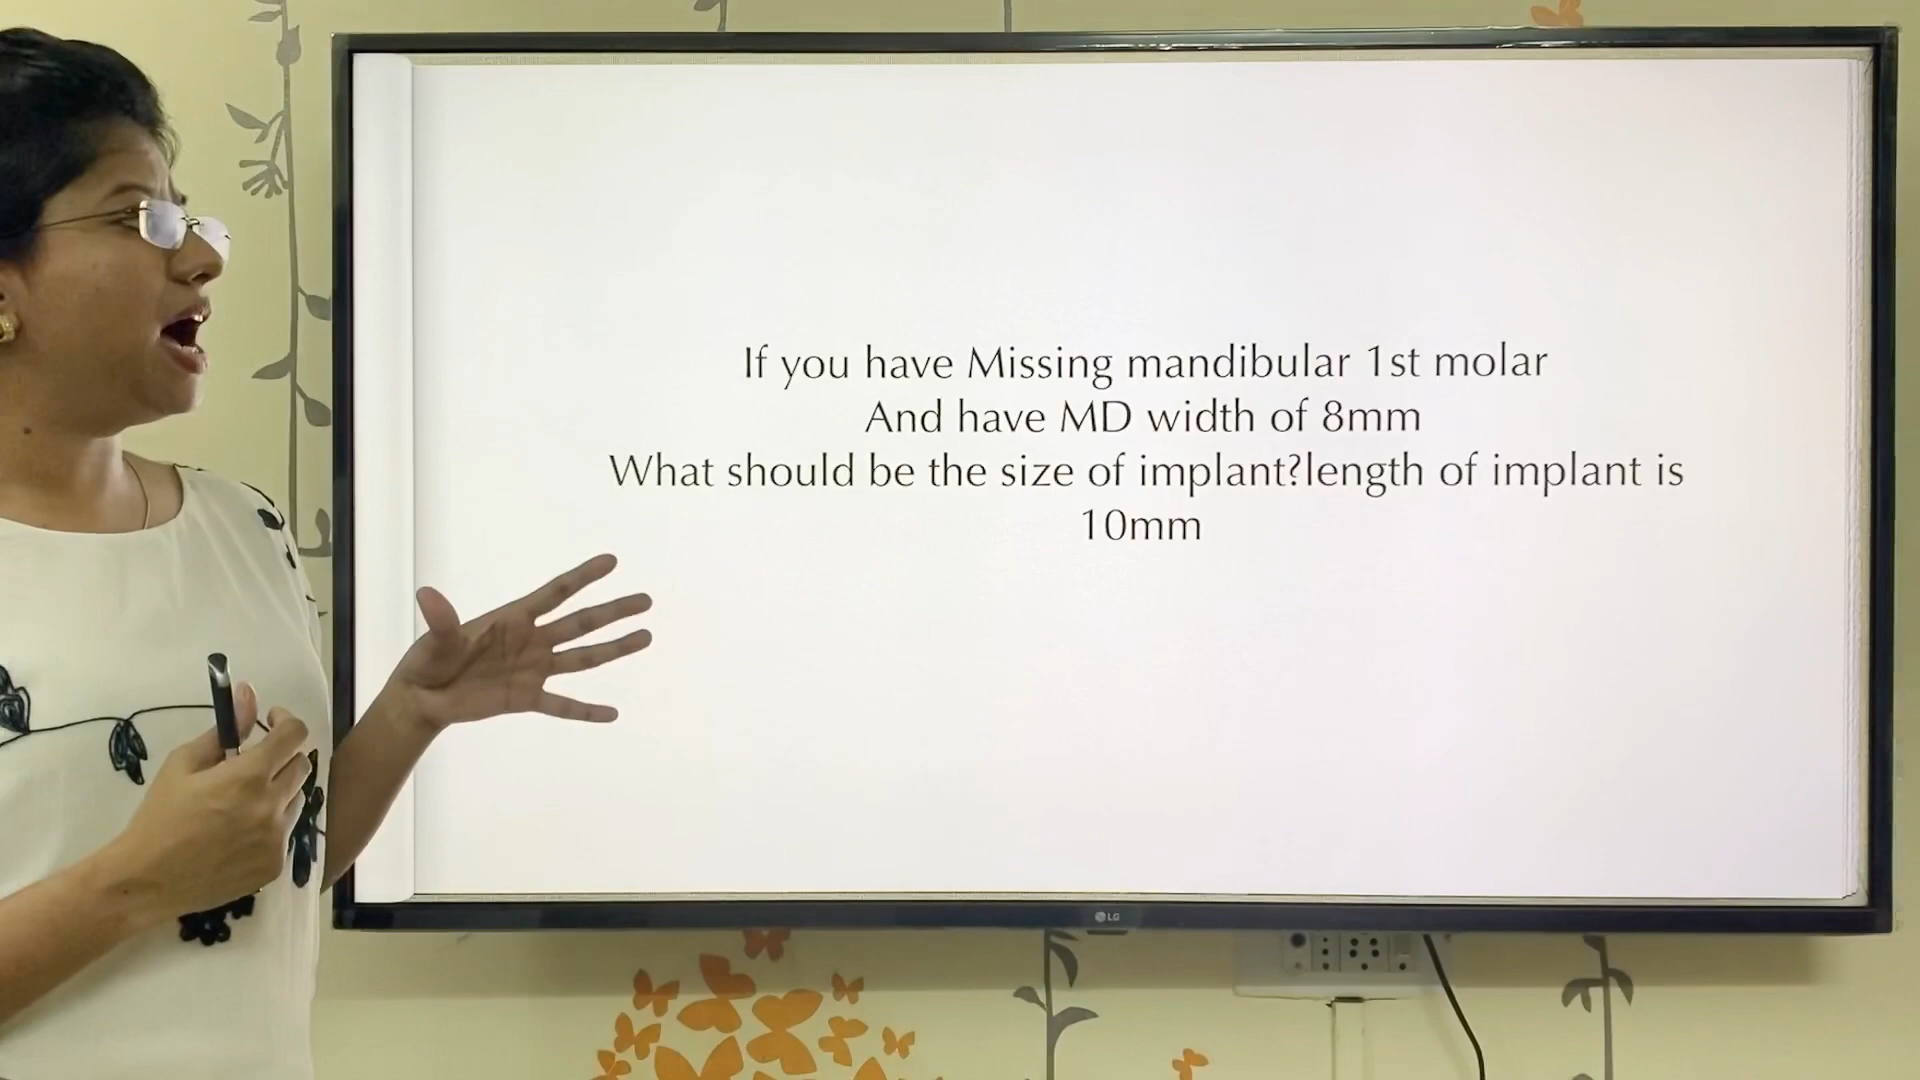 If you have Missing mandibular 1st molar
And have MD width of 8mm
What should be the size of implant?length of implant is
10mm
LG